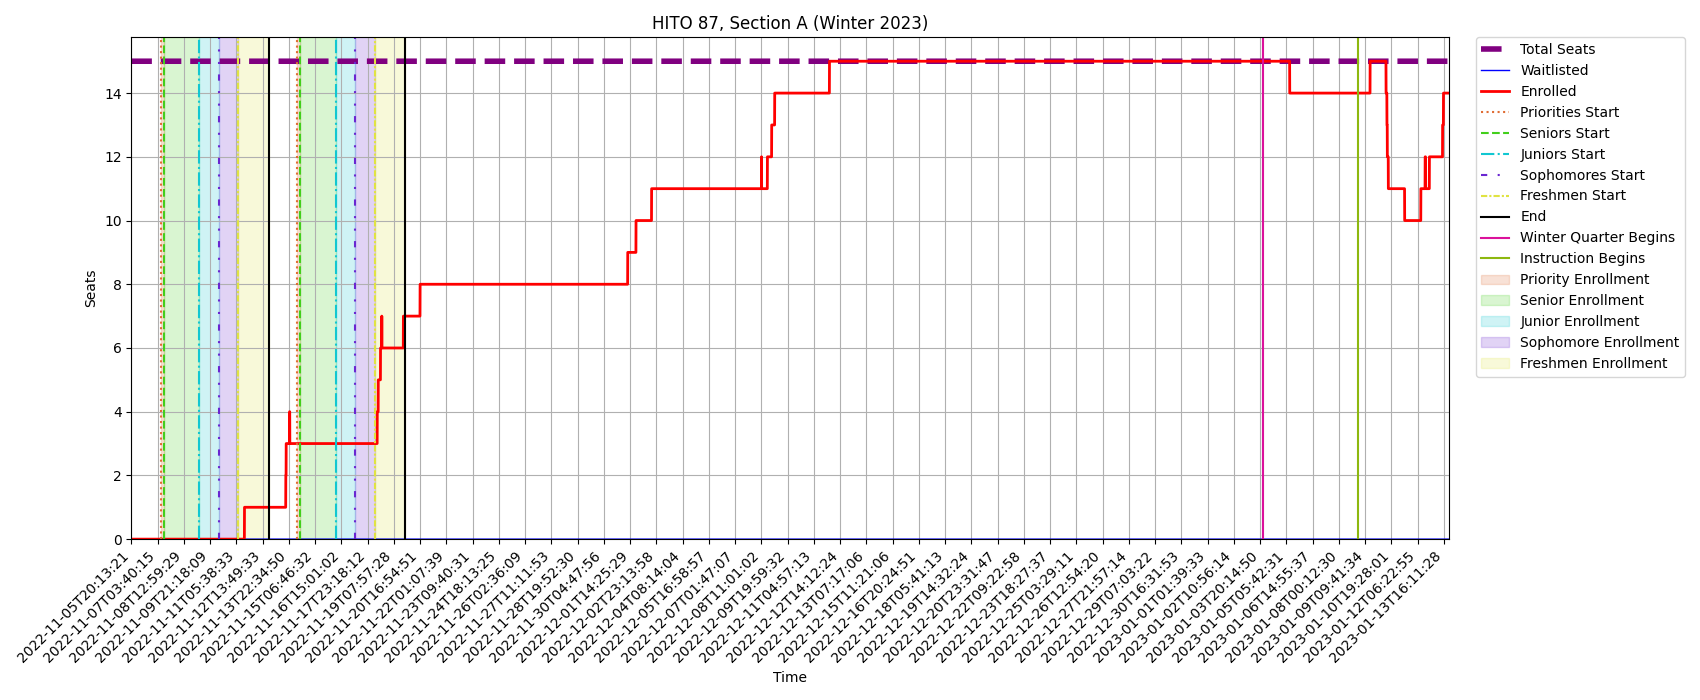 HITO 87, Section A (Winter 2023)
Seats
14
12
10
8
6
4
2
0
2022-11-05T20:13:21
2022-11-07T03:40:15
2022-11-08T12:59:29
2022-11-09T21:18:09
2022-11-11T05:38:33
2022-11-12T13:49:33
2022-11-13T22:34:50
2022-11-15T06:46:32
2022-11-16T15:01:02
2022-11-17T23:18:12
2022-11-19T07:57:28
2022-11-20T16:54:51
2022-11-22T01:07:39
2022-11-23T09:40:31
2022-11-24T18:13:25
2022-11-26T02:36:09
2022-11-27T11:11:53
2022-11-28T19:52:30
2022-11-30T04:47:56
2022-12-01T14:25:29
2022-12-02T23:13:58
2022-12-04T08:14:04
2022-12-05T16:58:57
2022-12-07T01:47:07
2022-12-08T11:01:02
2022-12-09T19:59:32
2022-12-11T04:57:13
2022-12-12T14:12:24
2022-12-13T07:17:06
2022-12-15T11:21:06
2022-12-16T20:24:51
2022-12-18T05:41:13
2022-12-19T14:32:24
2022-12-20T23:31:47
2022-12-22T09:22:58
2022-12-23T18:27:37
2022-12-25T03:29:11
2022-12-26T12:54:20
2022-12-27T21:57:14
2022-12-29T07:03:22
2022-12-30T16:31:53
2023-01-01T01:39:33
2023-01-02T10:56:14
2023-01-03T20:14:50
2023-01-05T05:42:31
2023-01-06T14:55:37
2023-01-08T00:12:30
2023-01-09T09:41:34
2023-01-10T19:28:01
2023-01-12T06:22:55
2023-01-13T16:11:28
Time
Total Seats
Waitlisted
Enrolled
Priorities Start
Seniors Start
Juniors Start
Sophomores Start
Freshmen Start
End
Winter Quarter Begins
Instruction Begins
Priority Enrollment
Senior Enrollment
Junior Enrollment
Sophomore Enrollment
Freshmen Enrollment